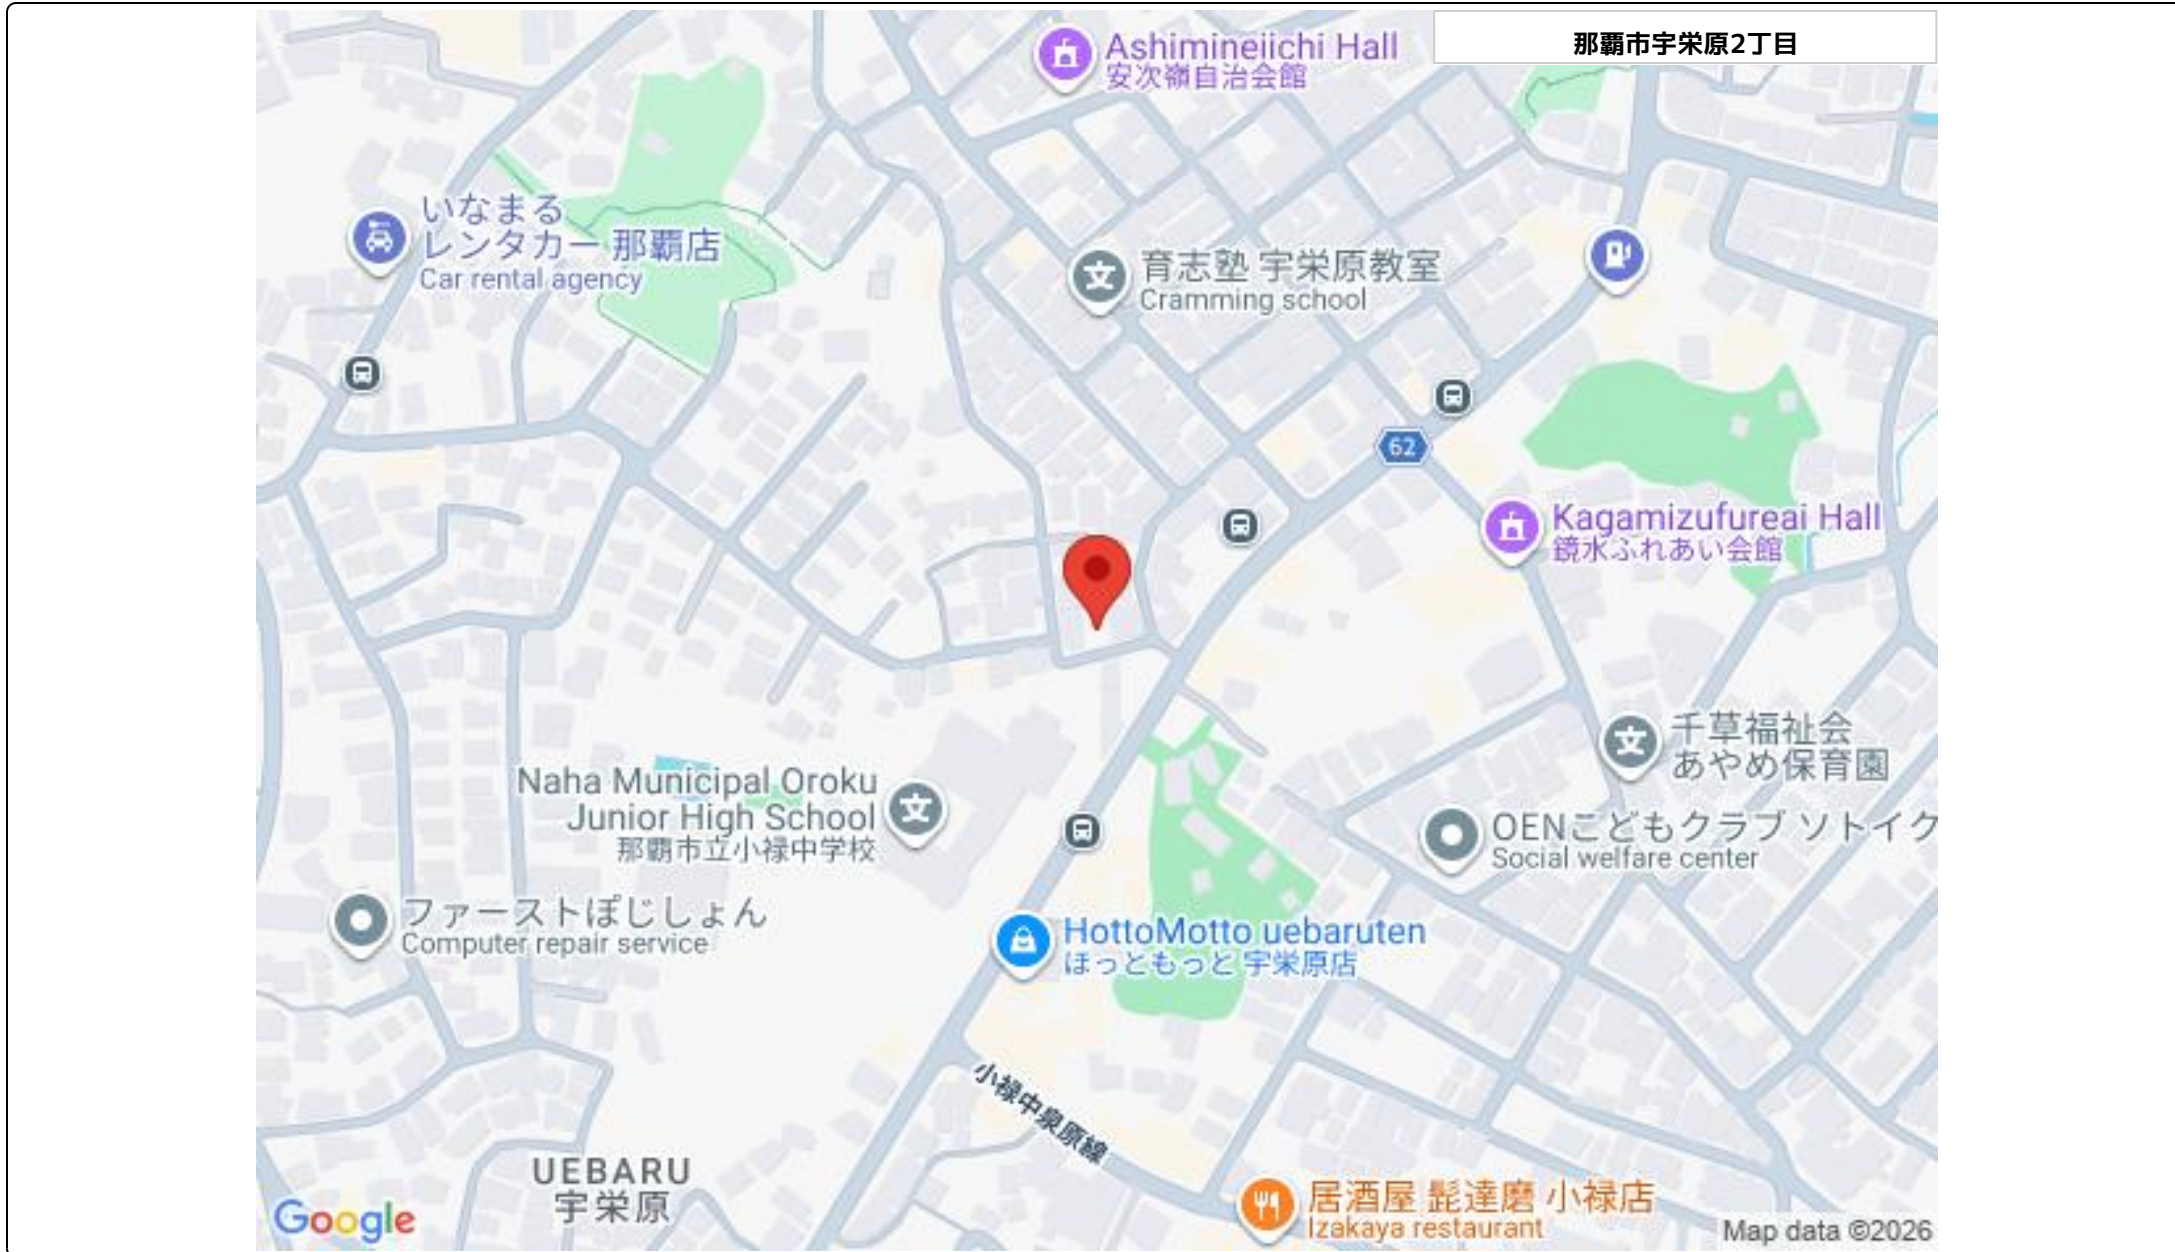 那覇市宇栄原2丁目
Ashimineiichi Hall
安次嶺自治会館
いなまる
レンタカー 那覇店
Car rental agency
育志塾 宇栄原教室
Cramming school
62
Kagamizufureai Hall
鏡水ふれあい会館
千草福祉会
あやめ保育園
Naha Municipal Oroku
Junior High School
那覇市立小禄中学校
OENこどもクラブ ソトイク
Social welfare center
ファーストぽじしょん
Computer repair service
HottoMotto uebaruten
ほっともっと 宇栄原店
小禄中泉原線
UEBARU
宇栄原
居酒屋 髭達磨 小禄店
Izakaya restaurant
Google
Map data ©2026